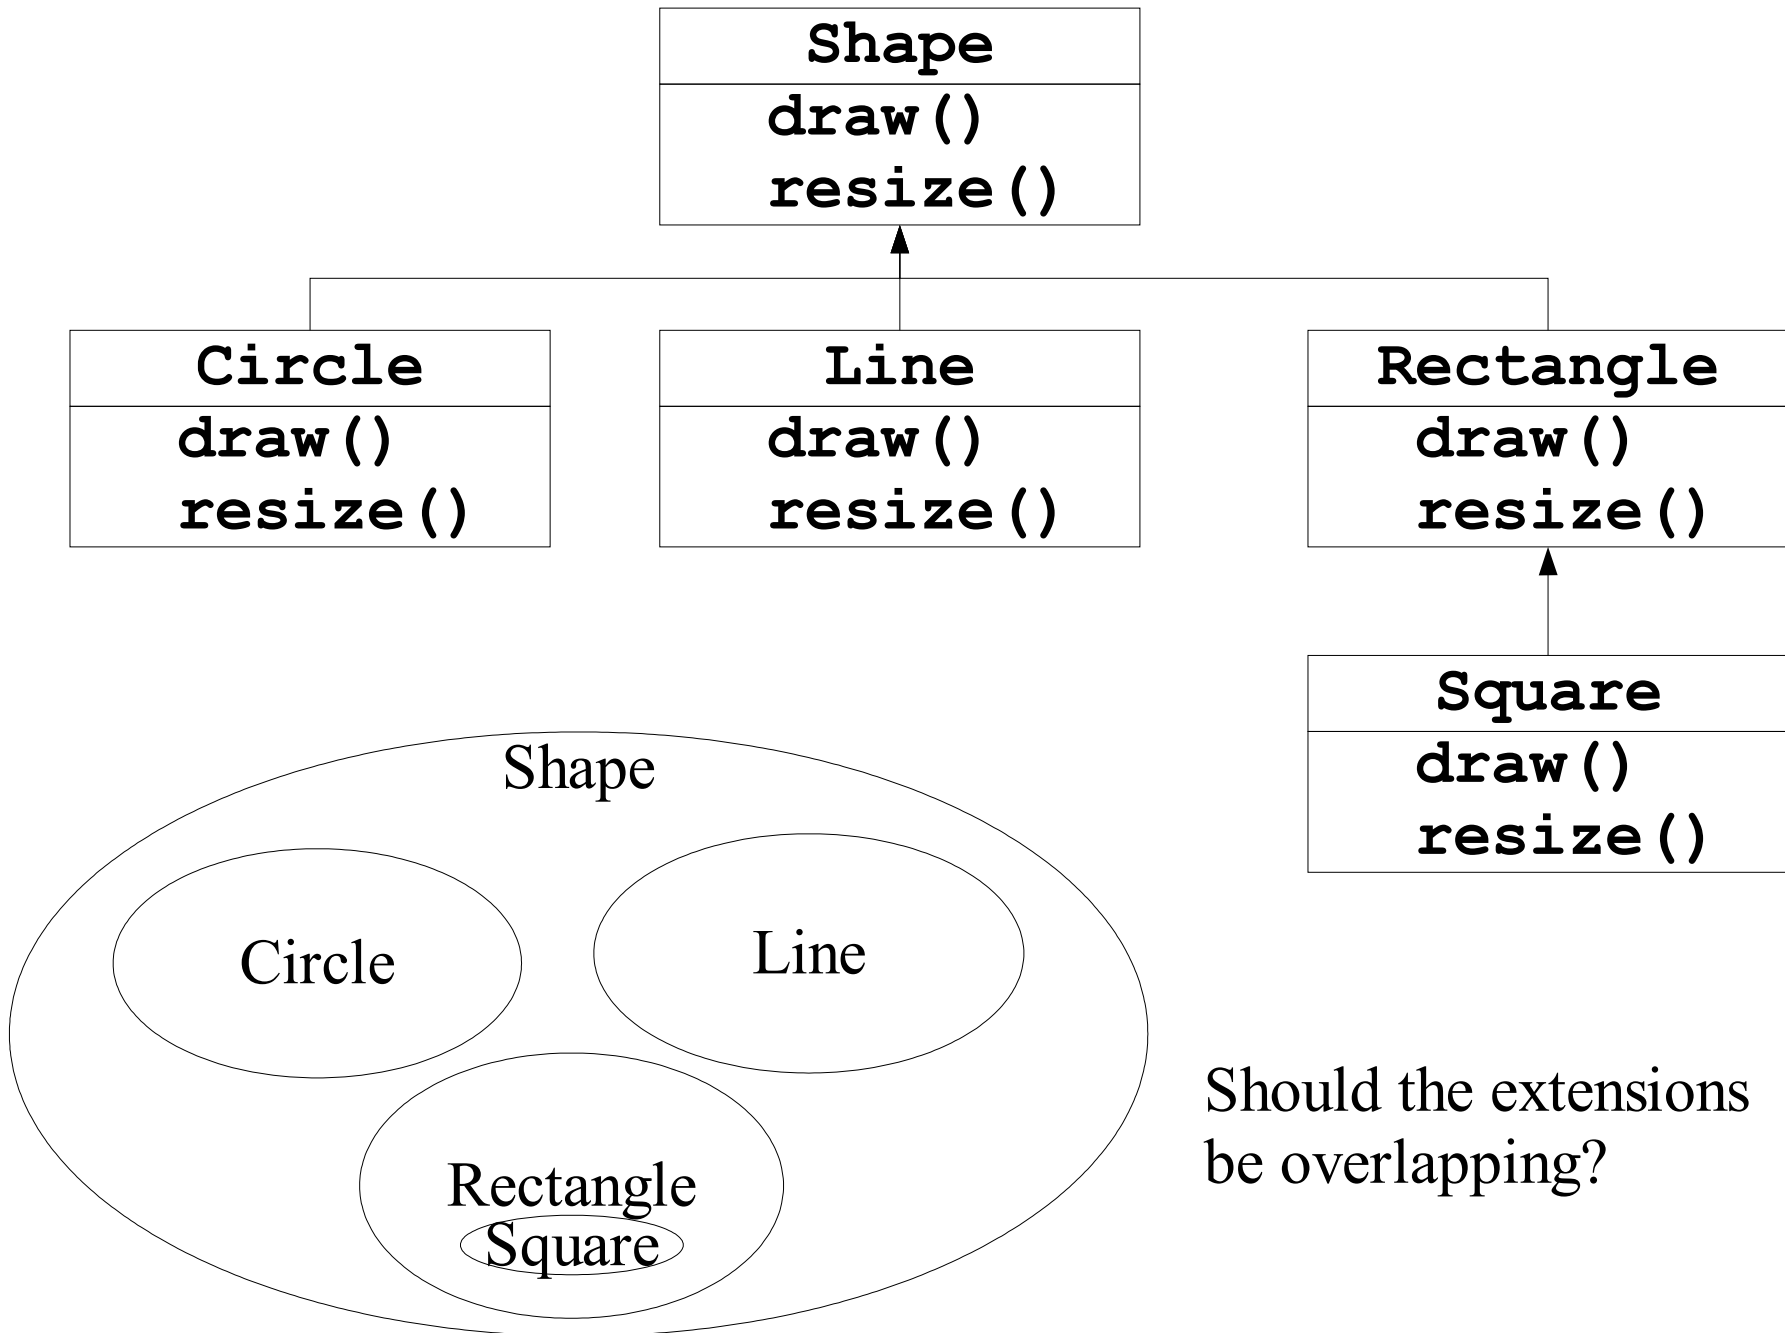 Shape
draw()
resize()
Circle
draw()
resize()
Line
draw()
resize()
Rectangle
draw()
resize()
Square
draw()
resize()
Shape
Circle
Line
Rectangle
Square
Should the extensions
be overlapping?